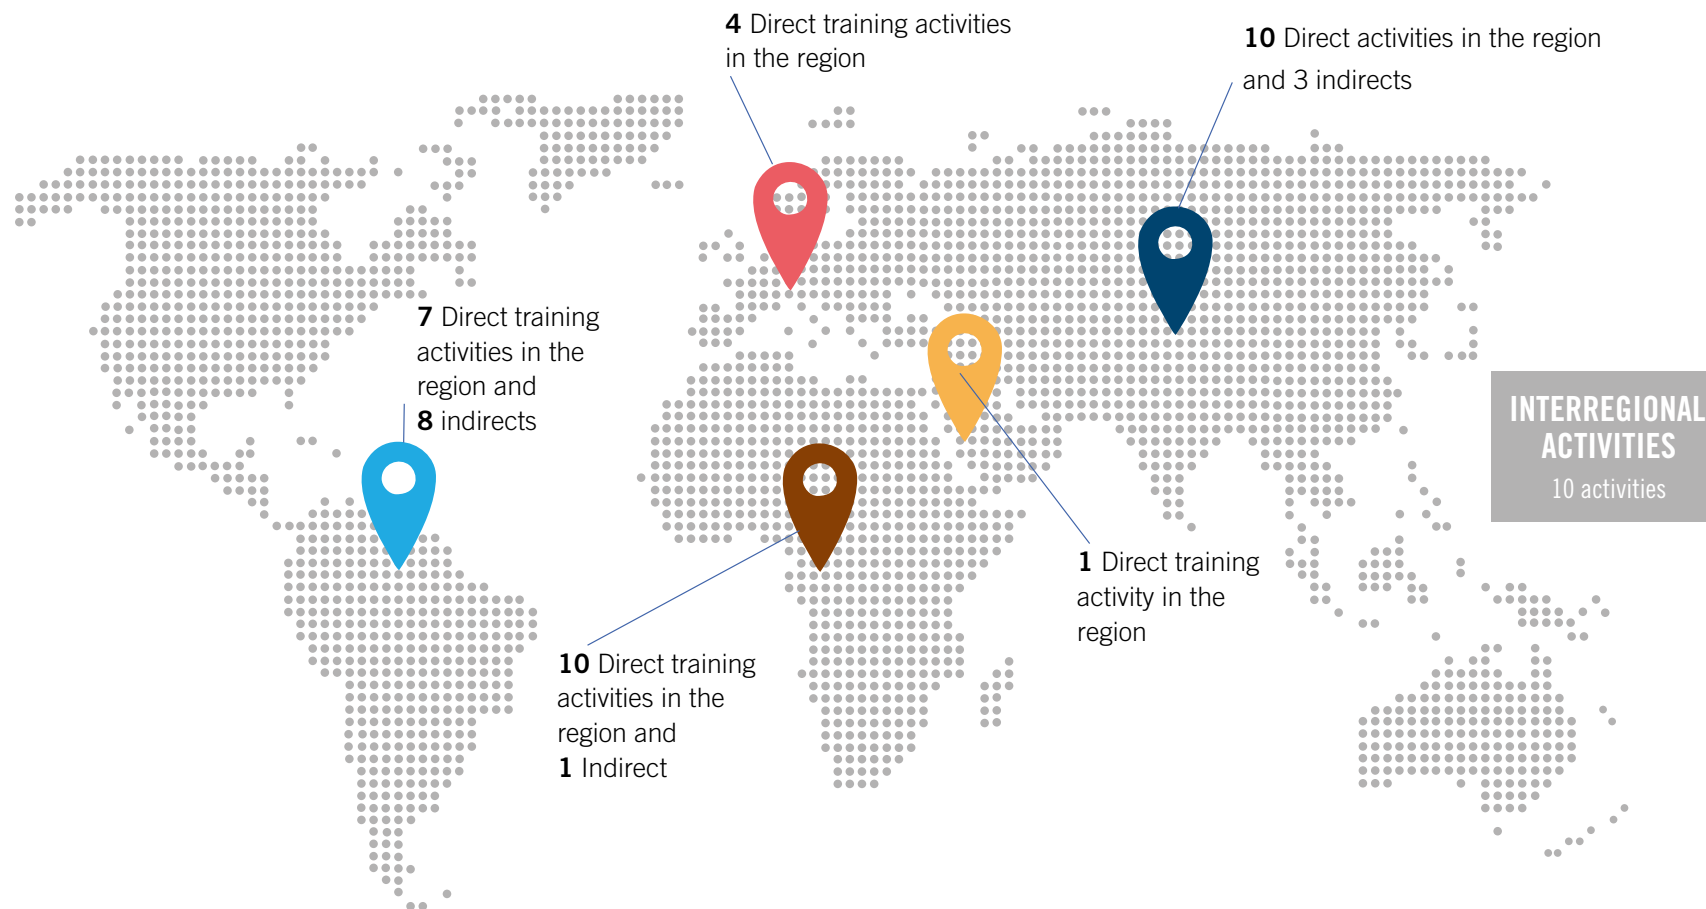 4 Direct training activities
in the region
10 Direct activities in the region
and 3 indirects
7 Direct training
activities in the
region and
8 indirects
INTERREGIONAL
ACTIVITIES
10 activities
1 Direct training
activity in the
region
10 Direct training
activities in the
region and
1 Indirect